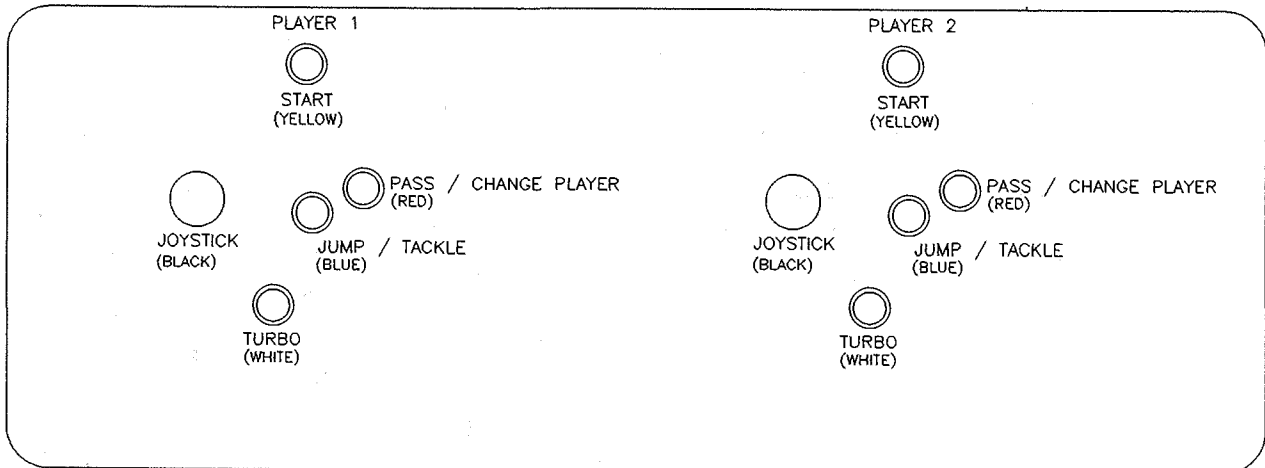 PLAYER 1
START
(YELLOW)
PASS / CHANGE PLAYER
(RED)
JOYSTICK
(BLACK)
JUMP / TACKLE
(BLUE)
TURBO
(WHITE)
PLAYER 2
START
(YELLOW)
PASS / CHANGE PLAYER
(RED)
JOYSTICK
(BLACK)
JUMP / TACKLE
(BLUE)
TURBO
(WHITE)